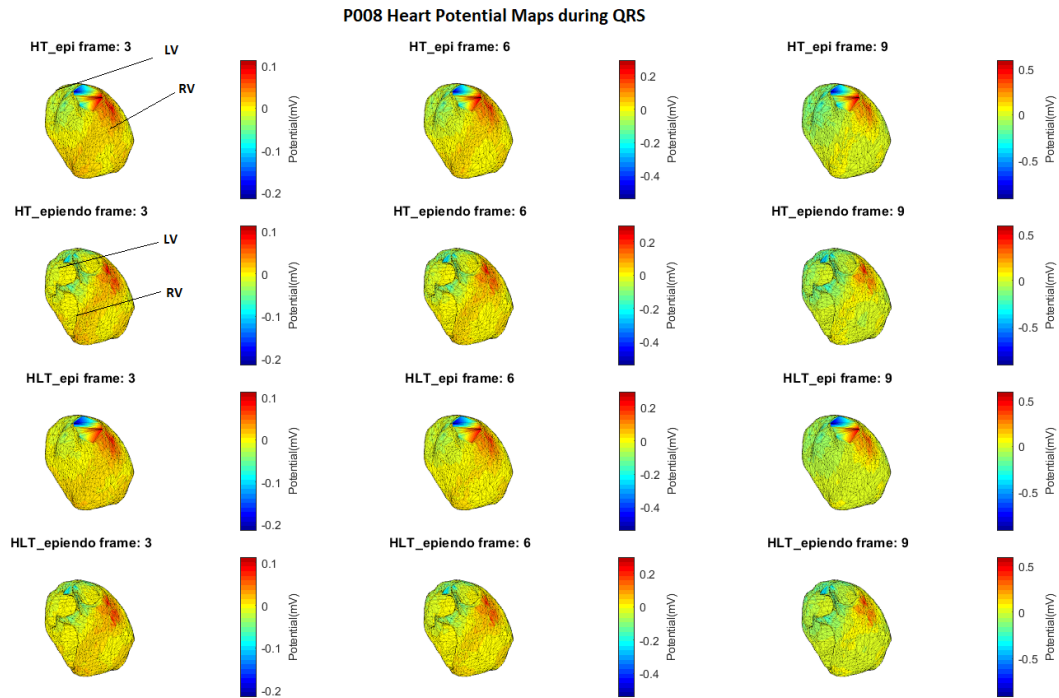 P008 Heart Potential Maps during QRS
HT_epi frame: 3
LV
RV
0.1
0
-0.1
-0.2
Potential(mV)
HT_epi frame: 6
0.2
0
-0.2
-0.4
Potential(mV)
HT_epi frame: 9
0.5
0
-0.5
Potential(mV)
HT_epiendo frame: 3
LV
RV
0.1
0
-0.1
-0.2
Potential(mV)
HT_epiendo frame: 6
0.2
0
-0.2
-0.4
Potential(mV)
HT_epiendo frame: 9
0.5
0
-0.5
Potential(mV)
HLT_epi frame: 3
0.1
0
-0.1
-0.2
Potential(mV)
HLT_epi frame: 6
0.2
0
-0.2
-0.4
Potential(mV)
HLT_epi frame: 9
0.5
0
-0.5
Potential(mV)
HLT_epiendo frame: 3
0.1
0
-0.1
-0.2
Potential(mV)
HLT_epiendo frame: 6
0.2
0
-0.2
-0.4
Potential(mV)
HLT_epiendo frame: 9
0.5
0
-0.5
Potential(mV)